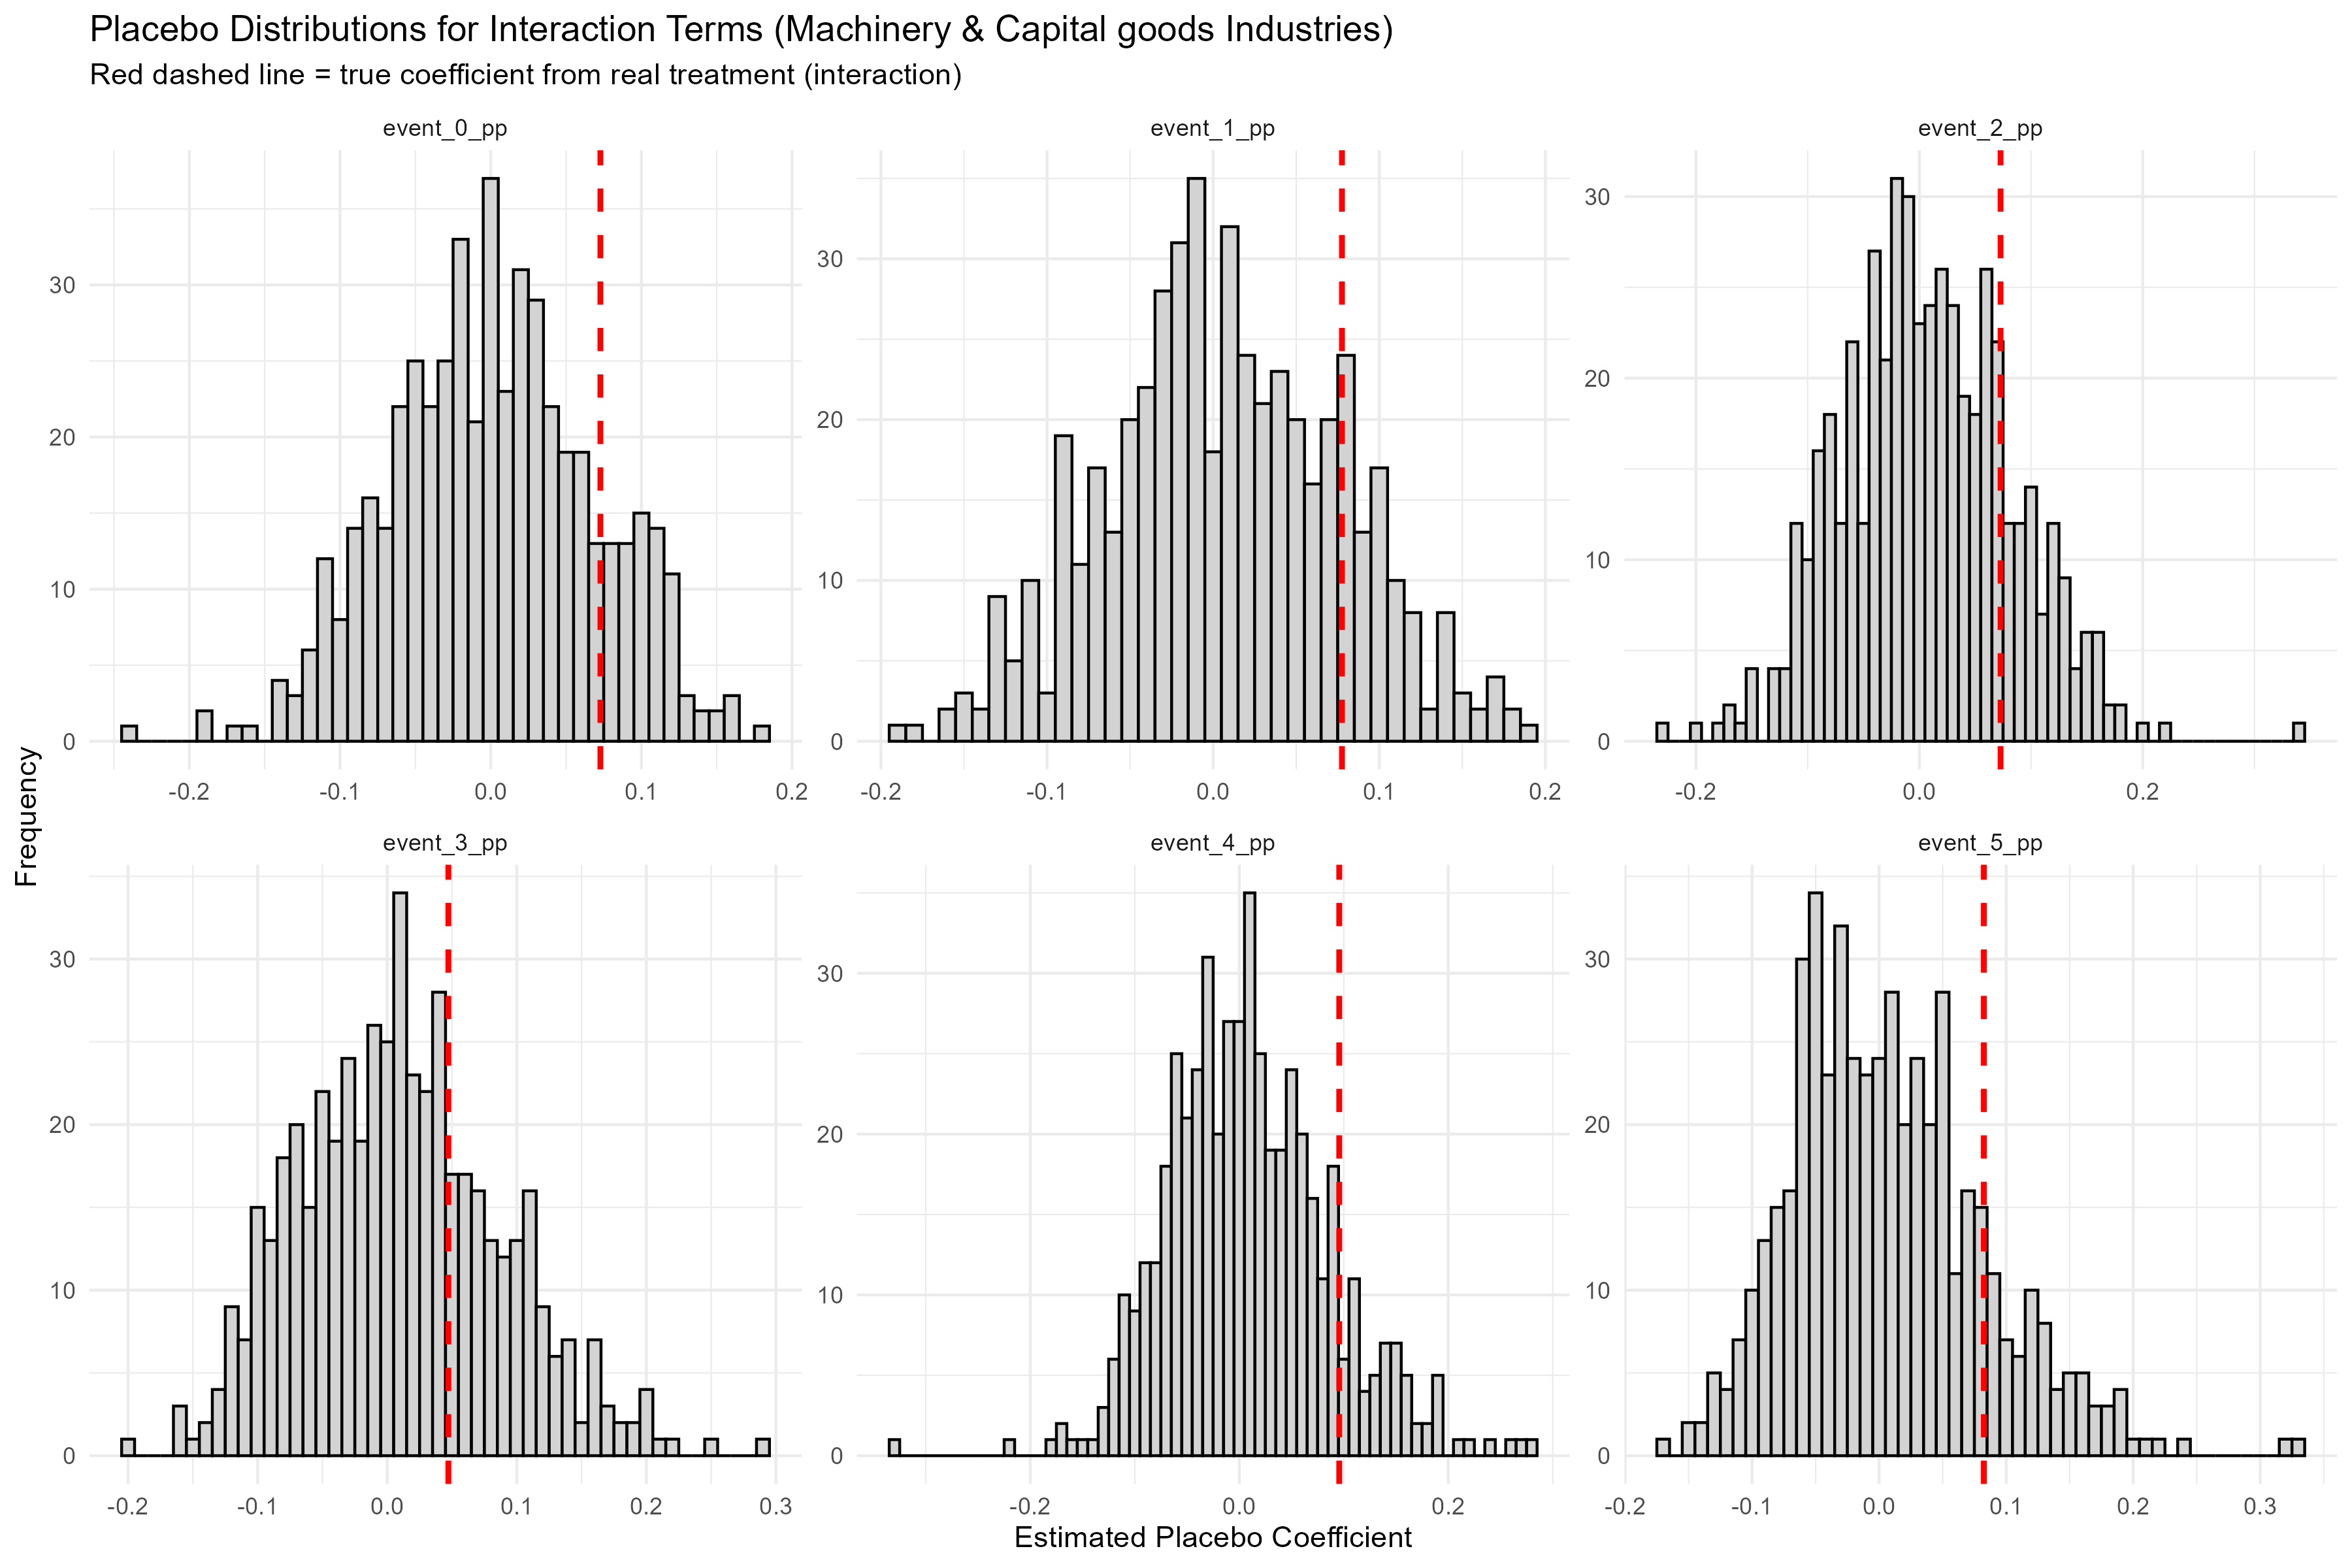 Placebo Distributions for Interaction Terms (Machinery & Capital goods Industries)
Red dashed line = true coefficient from real treatment (interaction)
event_0_pp
event_1_pp
event_2_pp
30
20
10
0
30
20
10
0
30
20
10
0
-0.2 -0.1 0.0 0.1 0.2
-0.2 -0.1 0.0 0.1 0.2
-0.2 0.0 0.2
Frequency
event_3_pp
event_4_pp
event_5_pp
30
20
10
0
30
20
10
0
30
20
10
0
-0.2 -0.1 0.0 0.1 0.2 0.3
-0.2 0.0 0.2
-0.2 -0.1 0.0 0.1 0.2 0.3
Estimated Placebo Coefficient